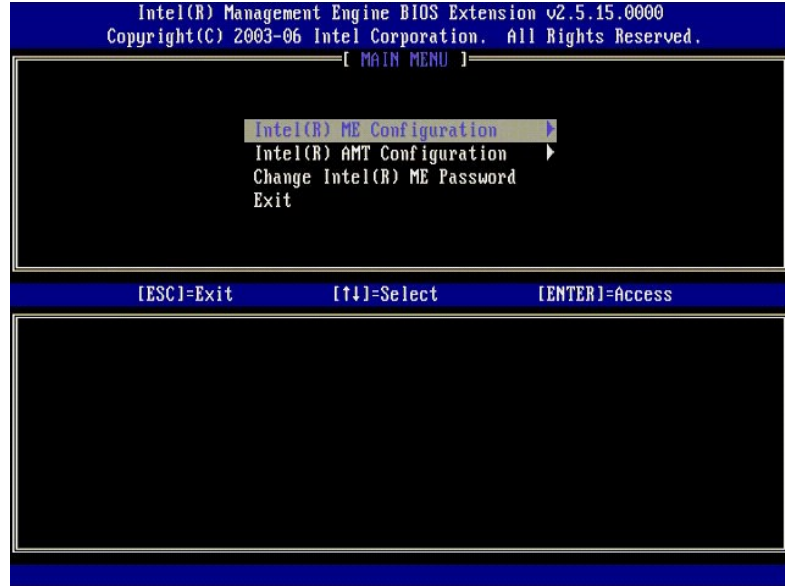 Intel(R) Management Engine BIOS Extension v2.5.15.0000
Copyright(C) 2003-06 Intel Corporation. All Rights Reserved.
[ MAIN MENU ]
Intel(R) ME Configuration ►
Intel(R) AMT Configuration ►
Change Intel(R) ME Password
Exit
[ESC]=Exit [↑↓]=Select [ENTER]=Access